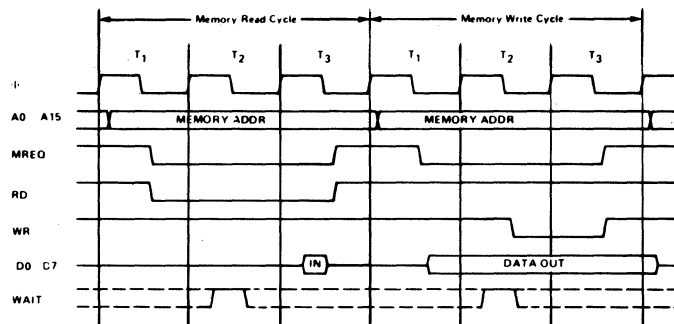 Memory Read Cycle Memory Write Cycle
T1 T2 T3 T1 T2 T3
A0 A15 MEMORY ADDR MEMORY ADDR
MREQ
RD
WR
D0 D7 IN DATA OUT
WAIT